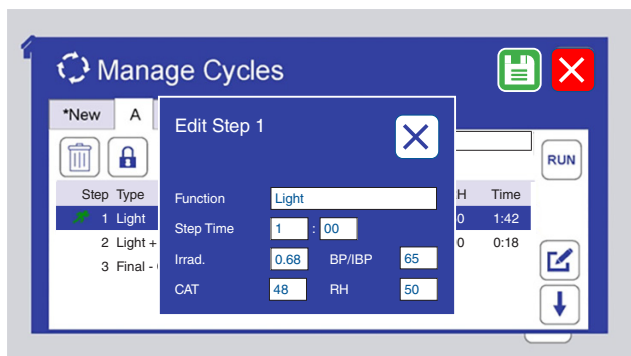 Manage Cycles
*New A
Edit Step 1
RUN
Step Type H Time
Function Light
1 Light 0 1:42
Step Time 1 : 00
2 Light + 0 0:18
Irrad. 0.68 BP/IBP 65
3 Final -
CAT 48 RH 50